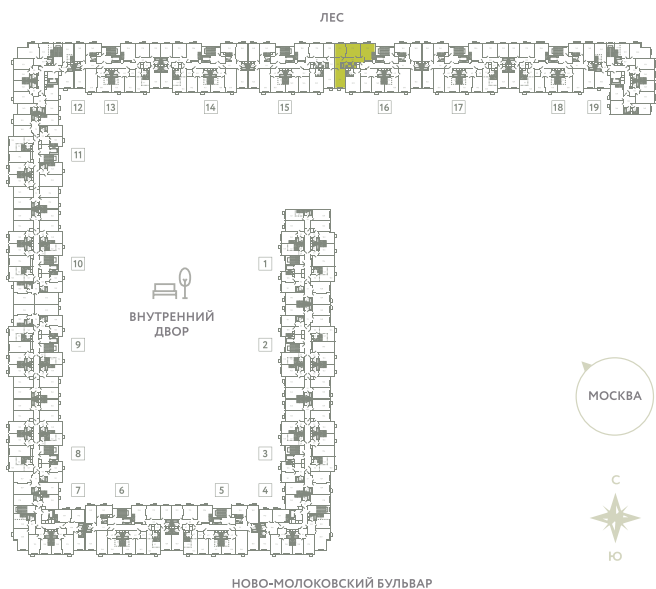 ЛЕС
12 13 14 15 16 17 18 19
11
10 1
ВНУТРЕННИЙ
ДВОР
9 2
МОСКВА
8 3
7 6 5 4
С
Ю
НОВО-МОЛОКОВСКИЙ БУЛЬВАР